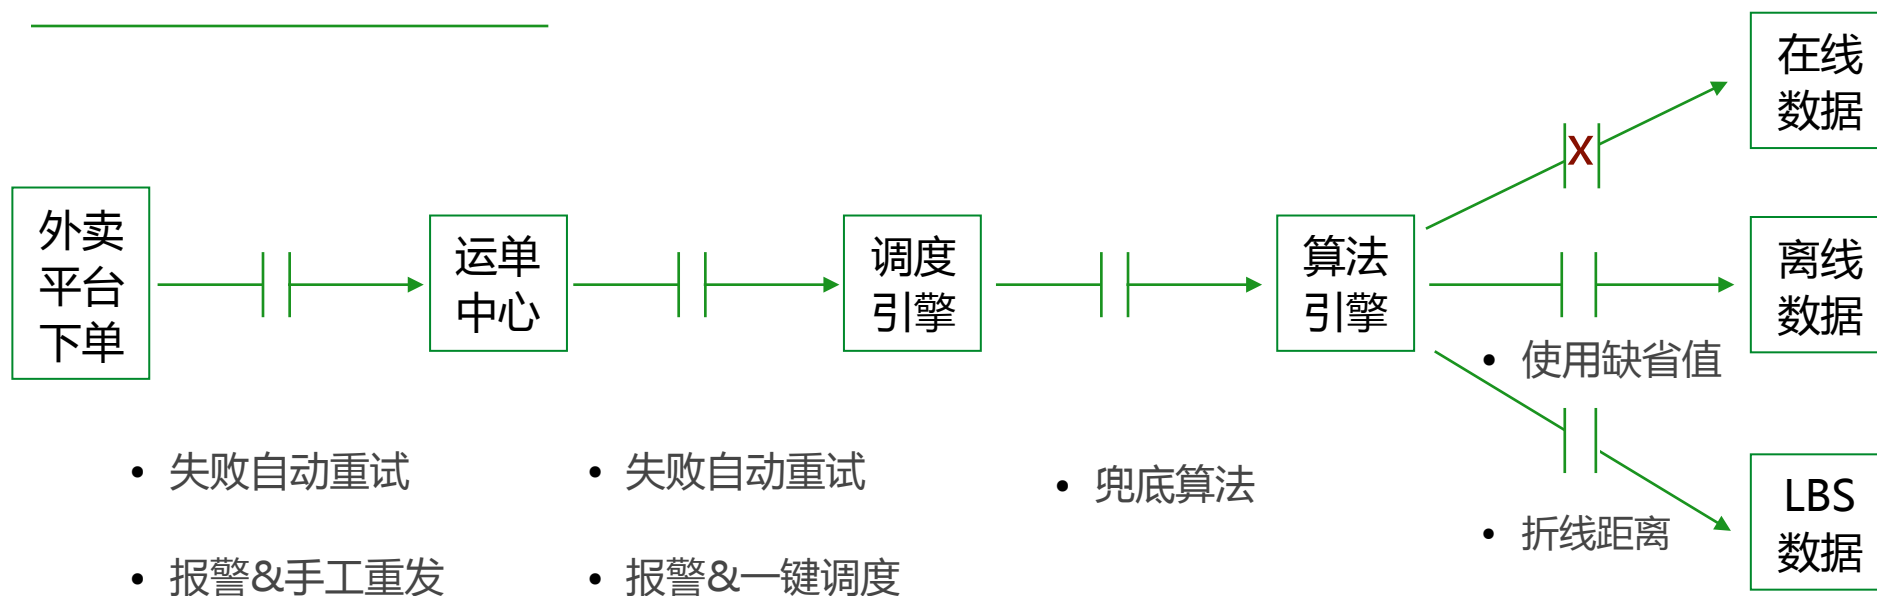 外卖
平台
下单
运单
中心
调度
引擎
算法
引擎
X
在线
数据
离线
数据
LBS
数据
• 使用缺省值
• 折线距离
• 失败自动重试
• 报警&手工重发
• 失败自动重试
• 报警&一键调度
• 兜底算法